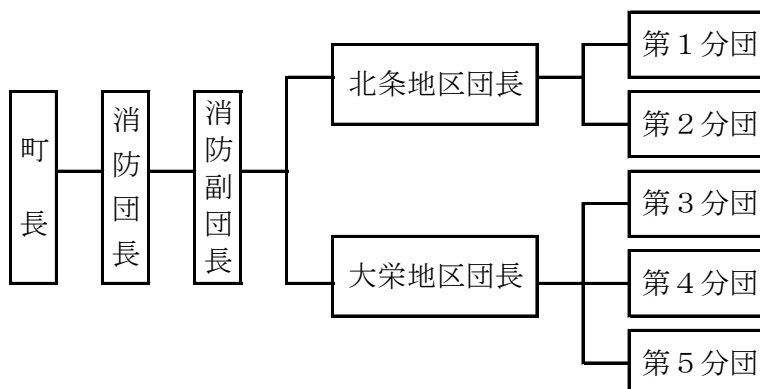 町長
消防団長
消防副団長
北条地区団長
大栄地区団長
第１分団
第２分団
第３分団
第４分団
第５分団